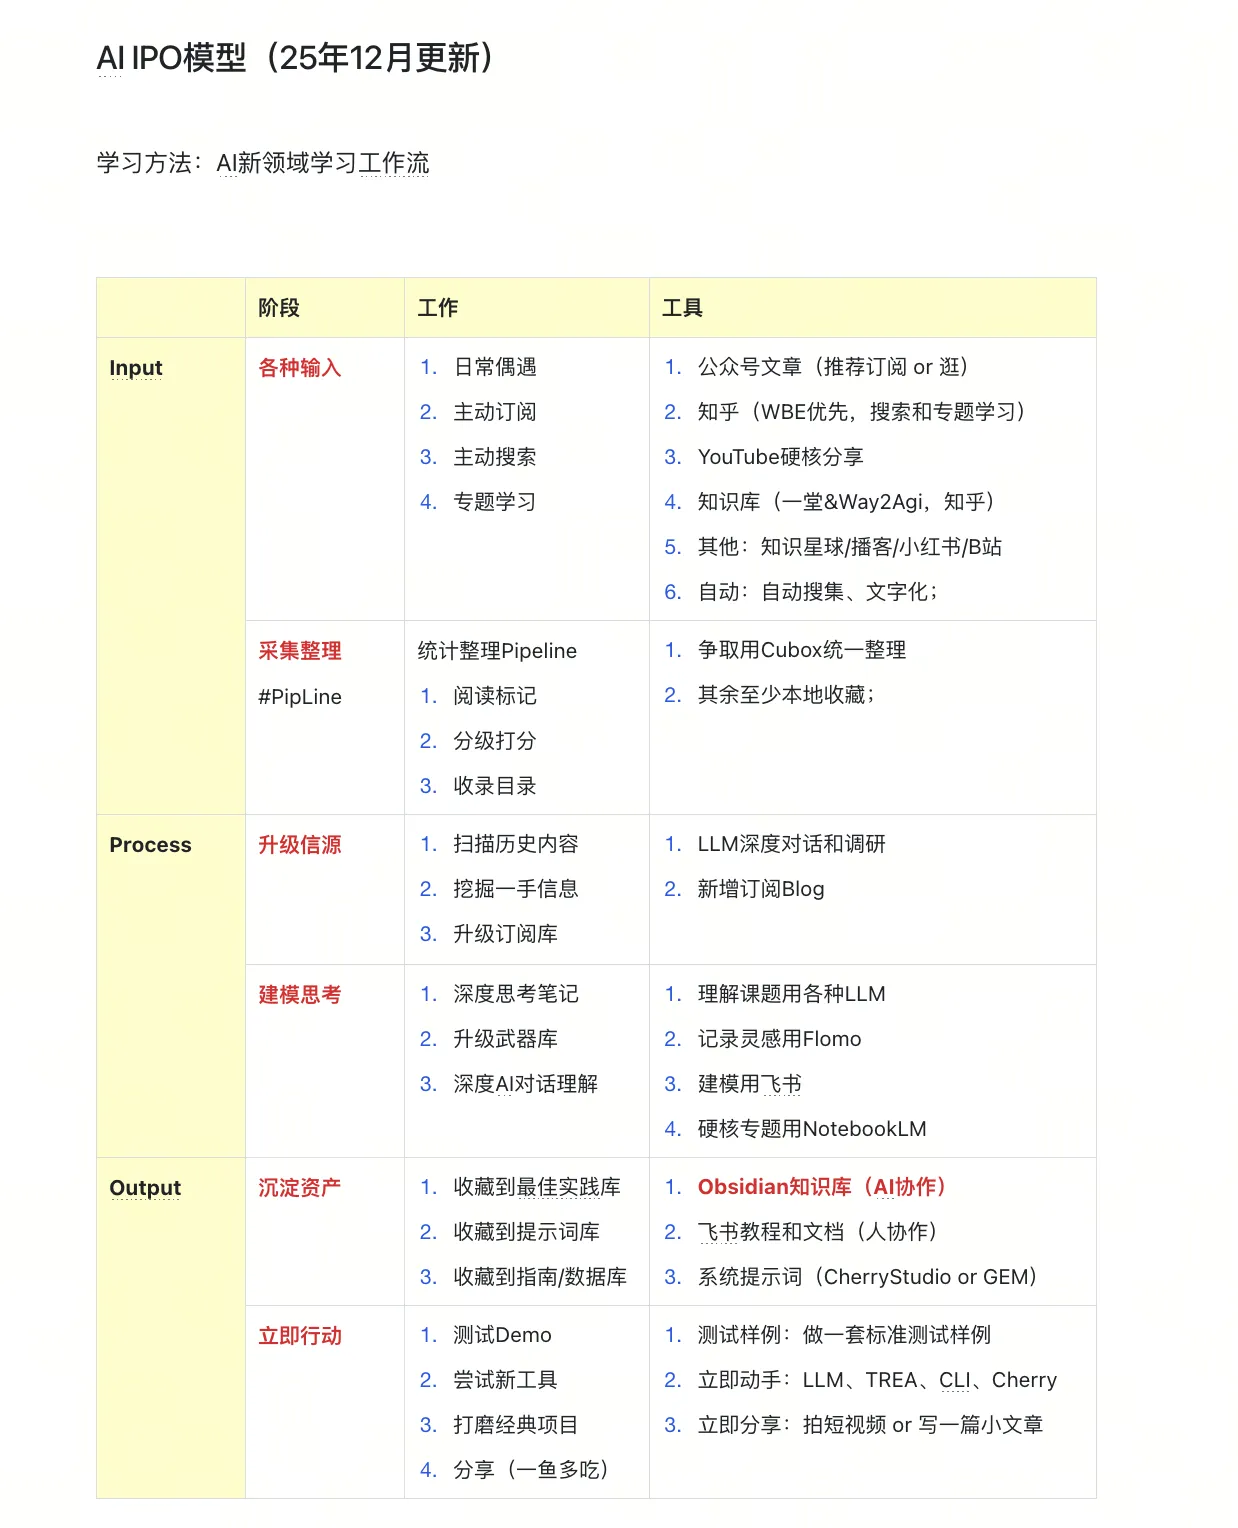 AI IPO模型（25年12月更新）
学习方法：AI新领域学习工作流
阶段
工作
工具
Input
各种输入
1. 日常偶遇
2. 主动订阅
3. 主动搜索
4. 专题学习
1. 公众号文章（推荐订阅 or 逛）
2. 知乎（WBE优先，搜索和专题学习）
3. YouTube硬核分享
4. 知识库（一堂&Way2Agi，知乎）
5. 其他：知识星球/播客/小红书/B站
6. 自动：自动搜集、文字化；
采集整理
#PipLine
统计整理Pipeline
1. 阅读标记
2. 分级打分
3. 收录目录
1. 争取用Cubox统一整理
2. 其余至少本地收藏；
Process
升级信源
1. 扫描历史内容
2. 挖掘一手信息
3. 升级订阅库
1. LLM深度对话和调研
2. 新增订阅Blog
建模思考
1. 深度思考笔记
2. 升级武器库
3. 深度AI对话理解
1. 理解课题用各种LLM
2. 记录灵感用Flomo
3. 建模用飞书
4. 硬核专题用NotebookLM
Output
沉淀资产
1. 收藏到最佳实践库
2. 收藏到提示词库
3. 收藏到指南/数据库
1. Obsidian知识库（AI协作）
2. 飞书教程和文档（人协作）
3. 系统提示词（CherryStudio or GEM）
立即行动
1. 测试Demo
2. 尝试新工具
3. 打磨经典项目
4. 分享（一鱼多吃）
1. 测试样例：做一套标准测试样例
2. 立即动手：LLM、TREA、CLI、Cherry
3. 立即分享：拍短视频 or 写一篇小文章